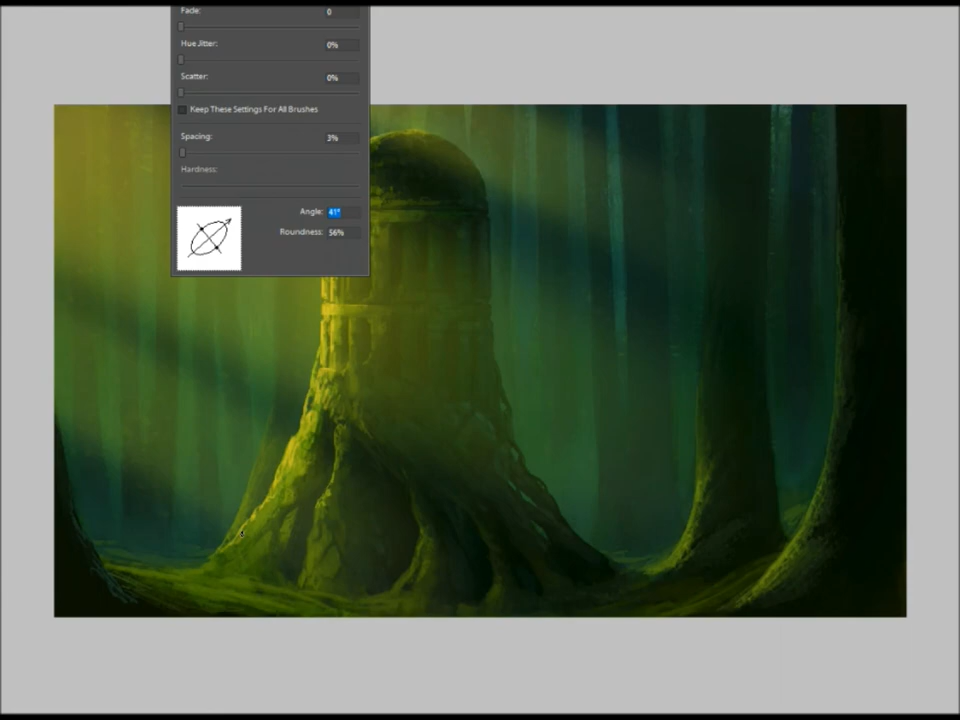 Fade: 0
Hue Jitter: 0%
Scatter: 0%
Keep These Settings For All Brushes
Spacing: 3%
Hardness:
Angle: 41°
Roundness: 56%